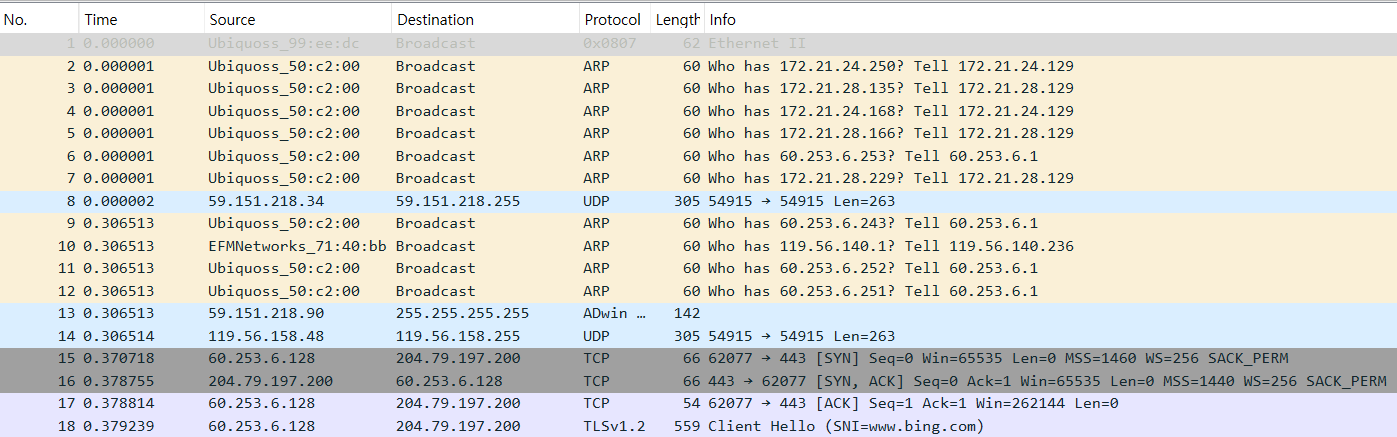 No. Time Source Destination Protocol Length Info
1 0.000000 Ubiquoss_99:ee:dc Broadcast 0x0807 62 Ethernet II
2 0.000001 Ubiquoss_50:c2:00 Broadcast ARP 60 Who has 172.21.24.250? Tell 172.21.24.129
3 0.000001 Ubiquoss_50:c2:00 Broadcast ARP 60 Who has 172.21.28.135? Tell 172.21.28.129
4 0.000001 Ubiquoss_50:c2:00 Broadcast ARP 60 Who has 172.21.24.168? Tell 172.21.24.129
5 0.000001 Ubiquoss_50:c2:00 Broadcast ARP 60 Who has 172.21.28.166? Tell 172.21.28.129
6 0.000001 Ubiquoss_50:c2:00 Broadcast ARP 60 Who has 60.253.6.253? Tell 60.253.6.1
7 0.000001 Ubiquoss_50:c2:00 Broadcast ARP 60 Who has 172.21.28.229? Tell 172.21.28.129
8 0.000002 59.151.218.34 59.151.218.255 UDP 305 54915 → 54915 Len=263
9 0.306513 Ubiquoss_50:c2:00 Broadcast ARP 60 Who has 60.253.6.243? Tell 60.253.6.1
10 0.306513 EFMNetworks_71:40:bb Broadcast ARP 60 Who has 119.56.140.1? Tell 119.56.140.236
11 0.306513 Ubiquoss_50:c2:00 Broadcast ARP 60 Who has 60.253.6.252? Tell 60.253.6.1
12 0.306513 Ubiquoss_50:c2:00 Broadcast ARP 60 Who has 60.253.6.251? Tell 60.253.6.1
13 0.306513 59.151.218.90 255.255.255.255 ADwin … 142
14 0.306514 119.56.158.48 119.56.158.255 UDP 305 54915 → 54915 Len=263
15 0.370718 60.253.6.128 204.79.197.200 TCP 66 62077 → 443 [SYN] Seq=0 Win=65535 Len=0 MSS=1460 WS=256 SACK_PERM
16 0.378755 204.79.197.200 60.253.6.128 TCP 66 443 → 62077 [SYN, ACK] Seq=0 Ack=1 Win=65535 Len=0 MSS=1440 WS=256 SACK_PERM
17 0.378814 60.253.6.128 204.79.197.200 TCP 54 62077 → 443 [ACK] Seq=1 Ack=1 Win=262144 Len=0
18 0.379239 60.253.6.128 204.79.197.200 TLSv1.2 559 Client Hello (SNI=www.bing.com)